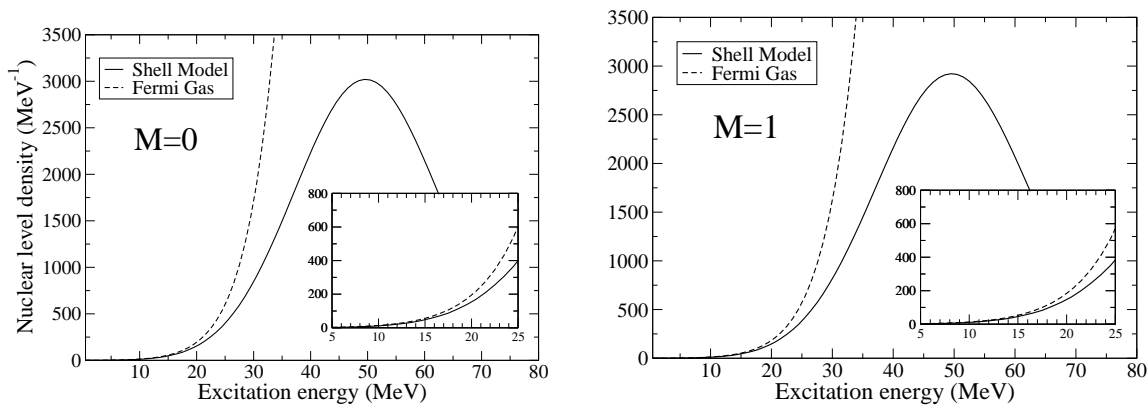 Nuclear level density (MeV⁻¹)
3500
3000
2500
2000
1500
1000
500
0
Shell Model
Fermi Gas
M=0
800
600
400
200
0
5 10 15 20 25
10 20 30 40 50 60 70 80
Excitation energy (MeV)
3500
3000
2500
2000
1500
1000
500
0
Shell Model
Fermi Gas
M=1
800
600
400
200
0
5 10 15 20 25
10 20 30 40 50 60 70 80
Excitation energy (MeV)